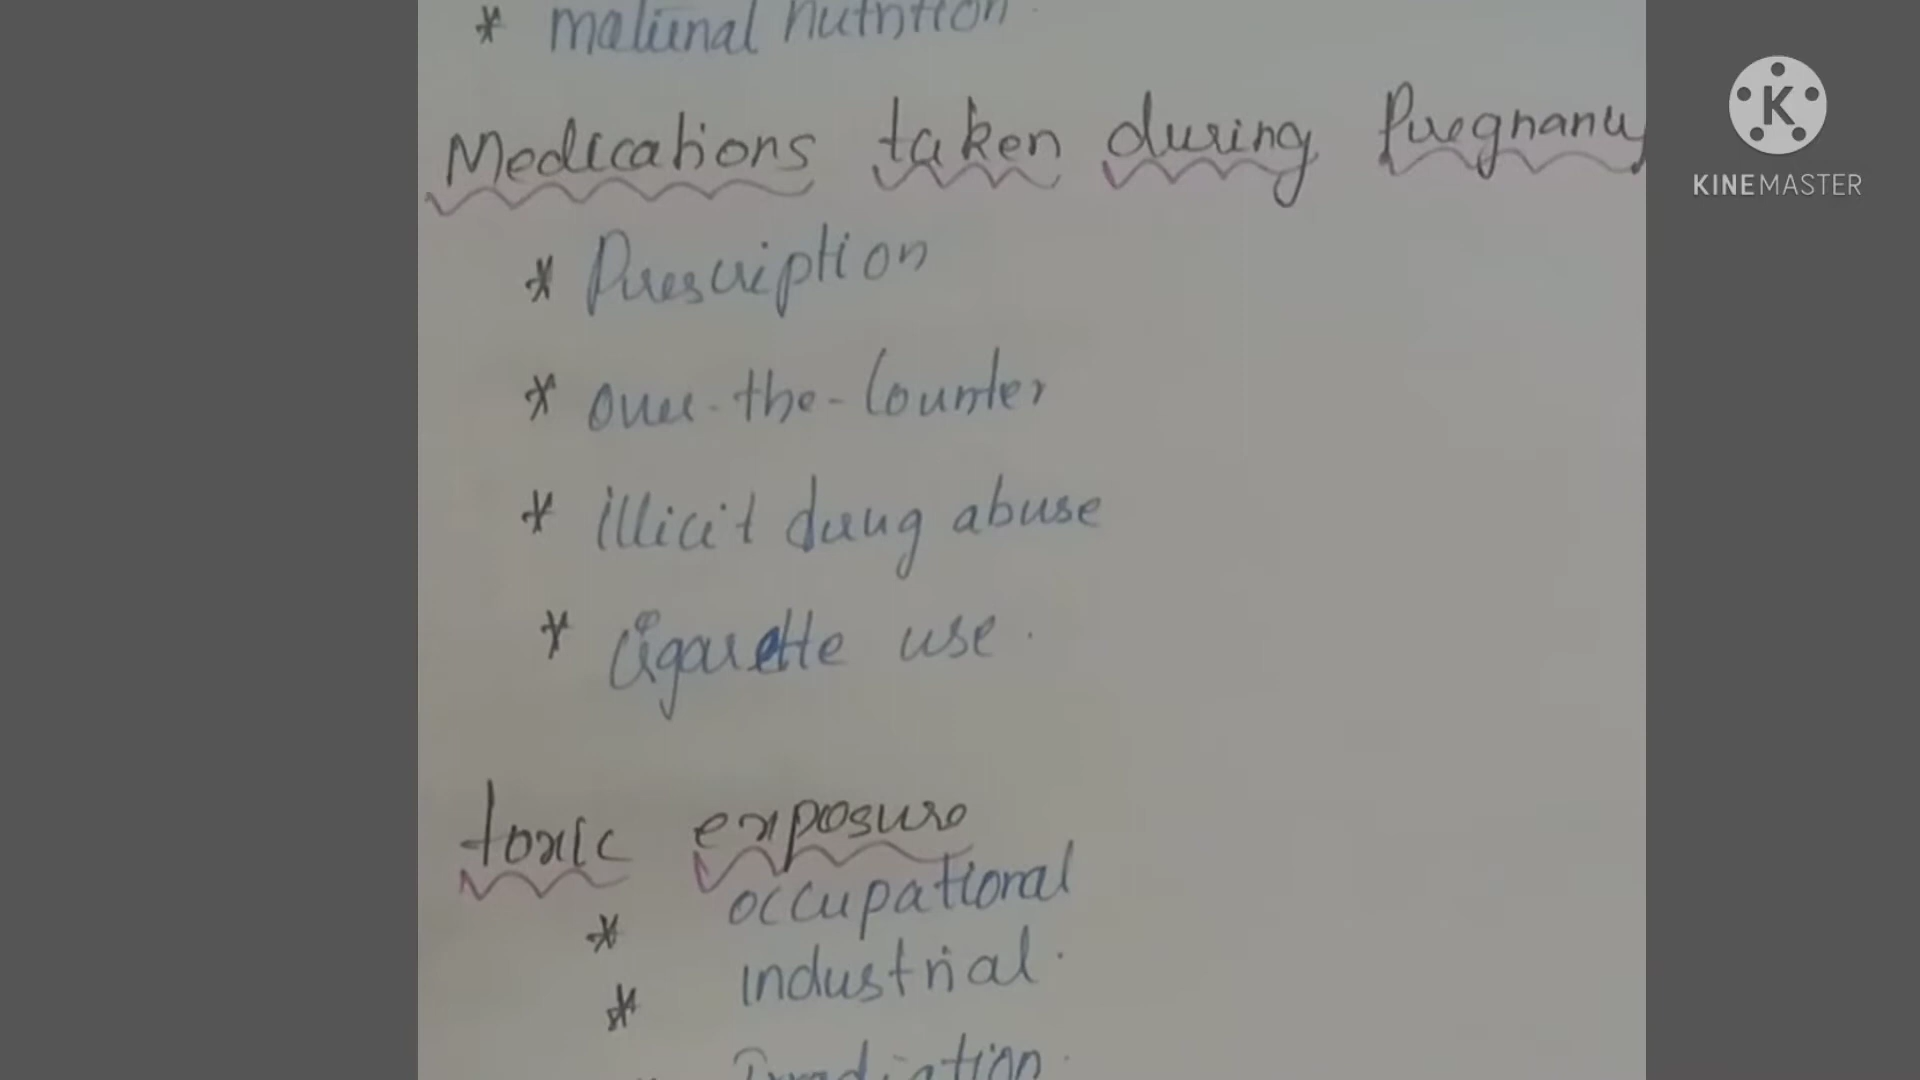 * maternal nutrition.
Medications taken during Pregnancy
* Prescription
* over-the-Counter
* illicit drug abuse
* Cigarette use.
toxic exposure
* occupational
* industrial.
Irradiation.
K
KINEMASTER